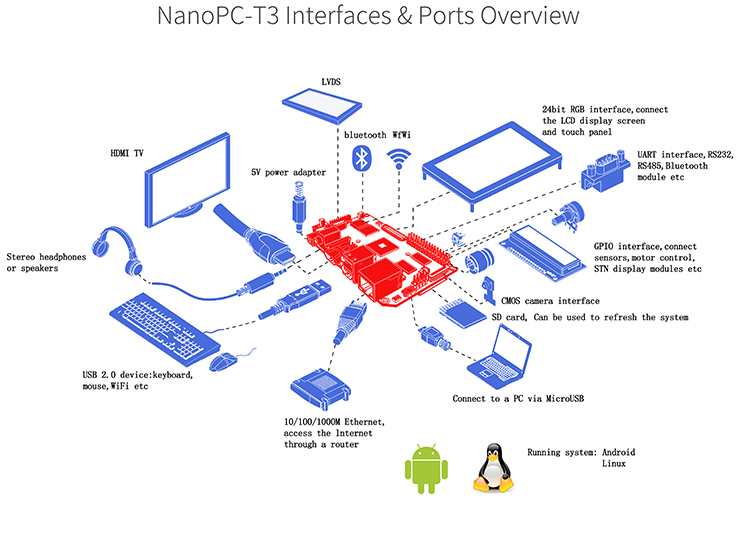 NanoPC-T3 Interfaces & Ports Overview
LVDS
24bit RGB interface, connect
the LCD display screen
and touch panel
bluetooth WfWi
HDMI TV
UART interface, RS232,
RS485, Bluetooth
module etc
5V power adapter
Stereo headphones
or speakers
GPIO interface, connect
sensors, motor control,
STN display modules etc
CMOS camera interface
SD card, Can be used to refresh the system
USB 2.0 device:keyboard,
mouse, WiFi etc
Connect to a PC via MicroUSB
10/100/1000M Ethernet,
access the Internet
through a router
Running system: Android
Linux